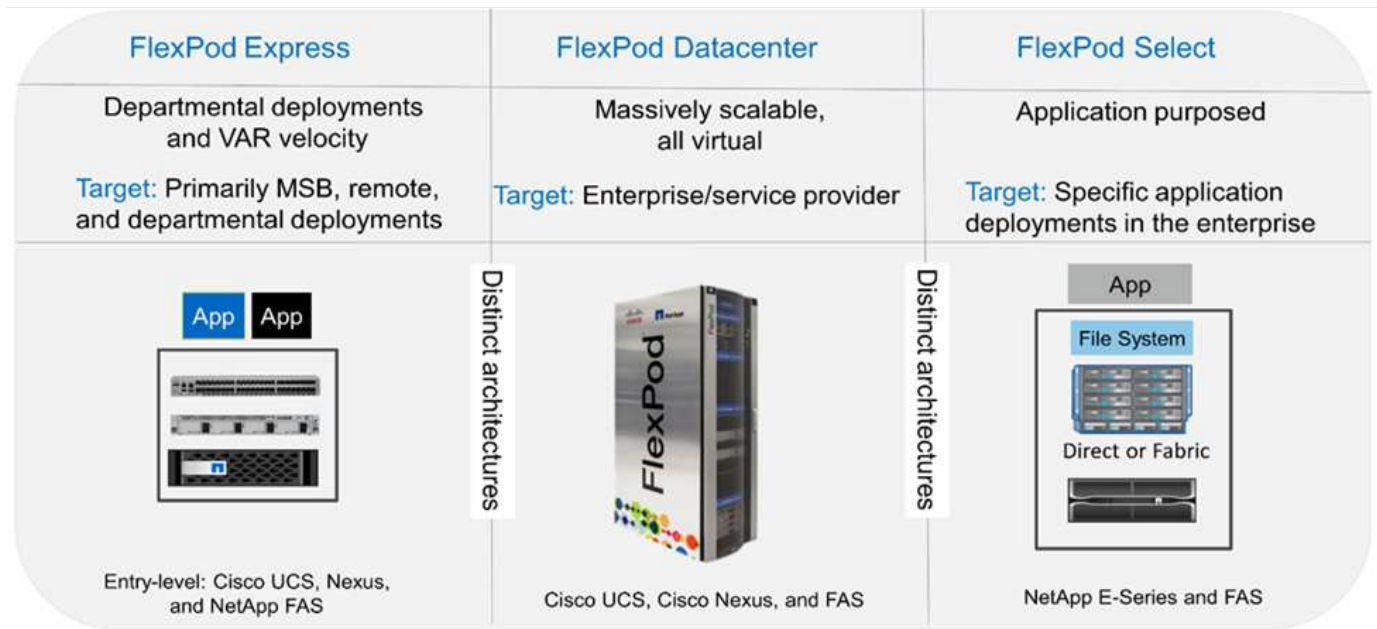 FlexPod Express
Departmental deployments
and VAR velocity
Target: Primarily MSB, remote,
and departmental deployments
App
App
Entry-level: Cisco UCS, Nexus,
and NetApp FAS
Distinct architectures
FlexPod Datacenter
Massively scalable,
all virtual
Target: Enterprise/service provider
FlexPod
Cisco UCS, Cisco Nexus, and FAS
Distinct architectures
FlexPod Select
Application purposed
Target: Specific application
deployments in the enterprise
App
File System
Direct or Fabric
NetApp E-Series and FAS